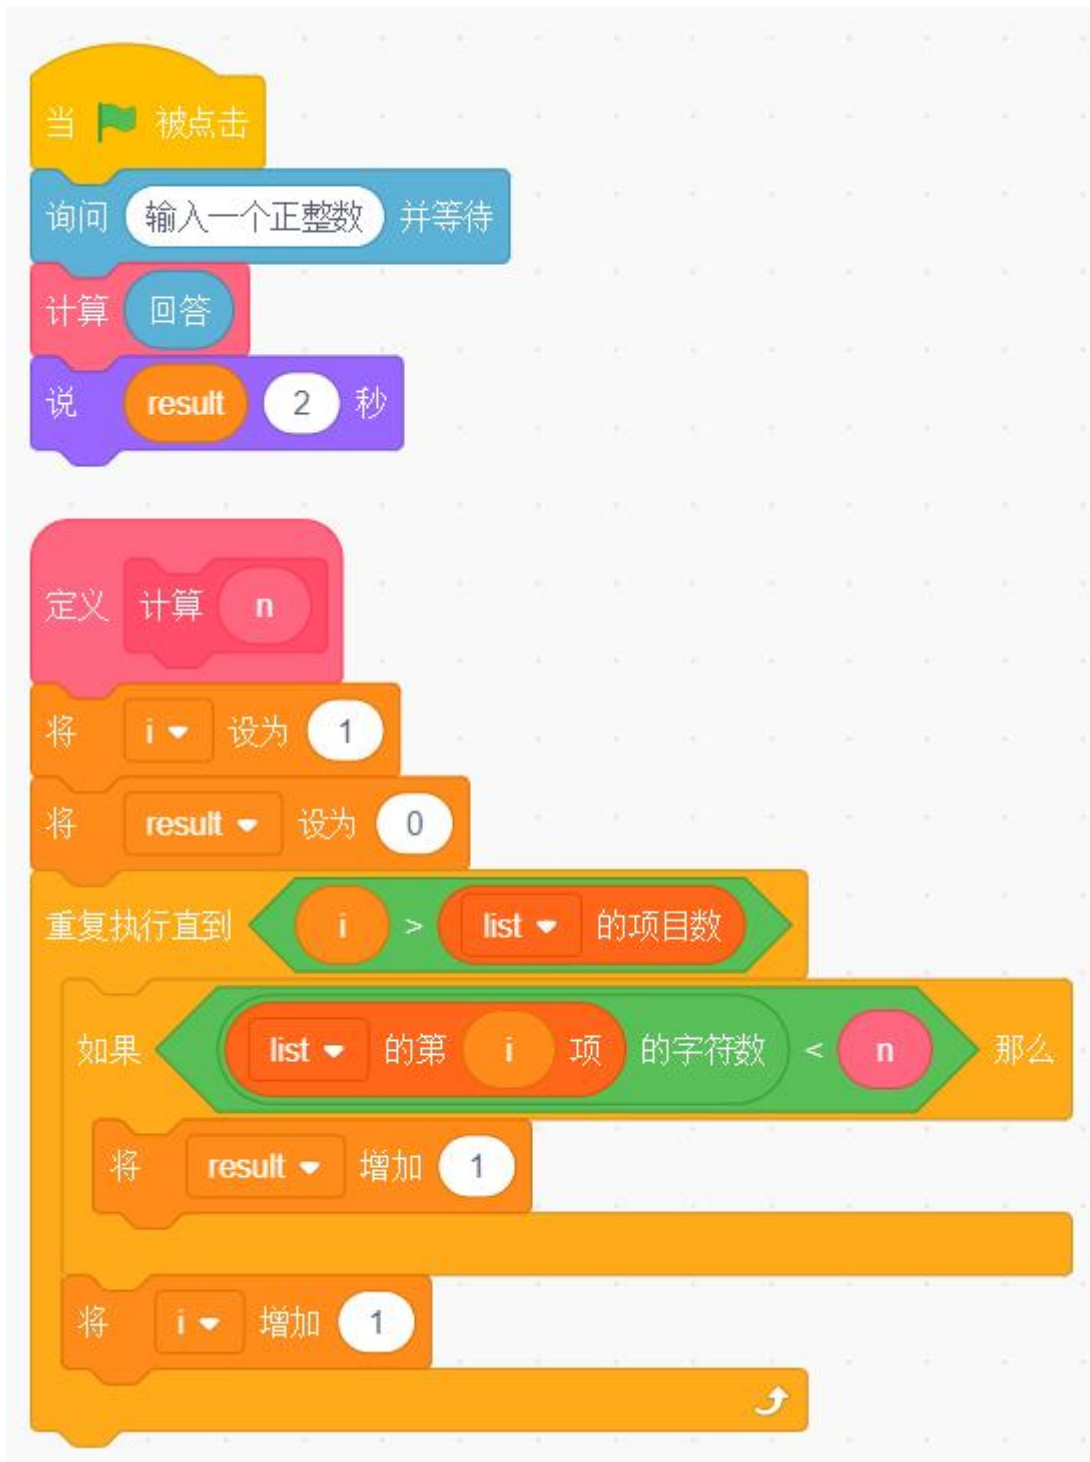 当 被点击
询问 输入一个正整数 并等待
计算 回答
说 result 2 秒
定义 计算 n
将 i 设为 1
将 result 设为 0
重复执行直到 i > list 的项目数
如果 list 的第 i 项 的字符数 < n 那么
将 result 增加 1
将 i 增加 1